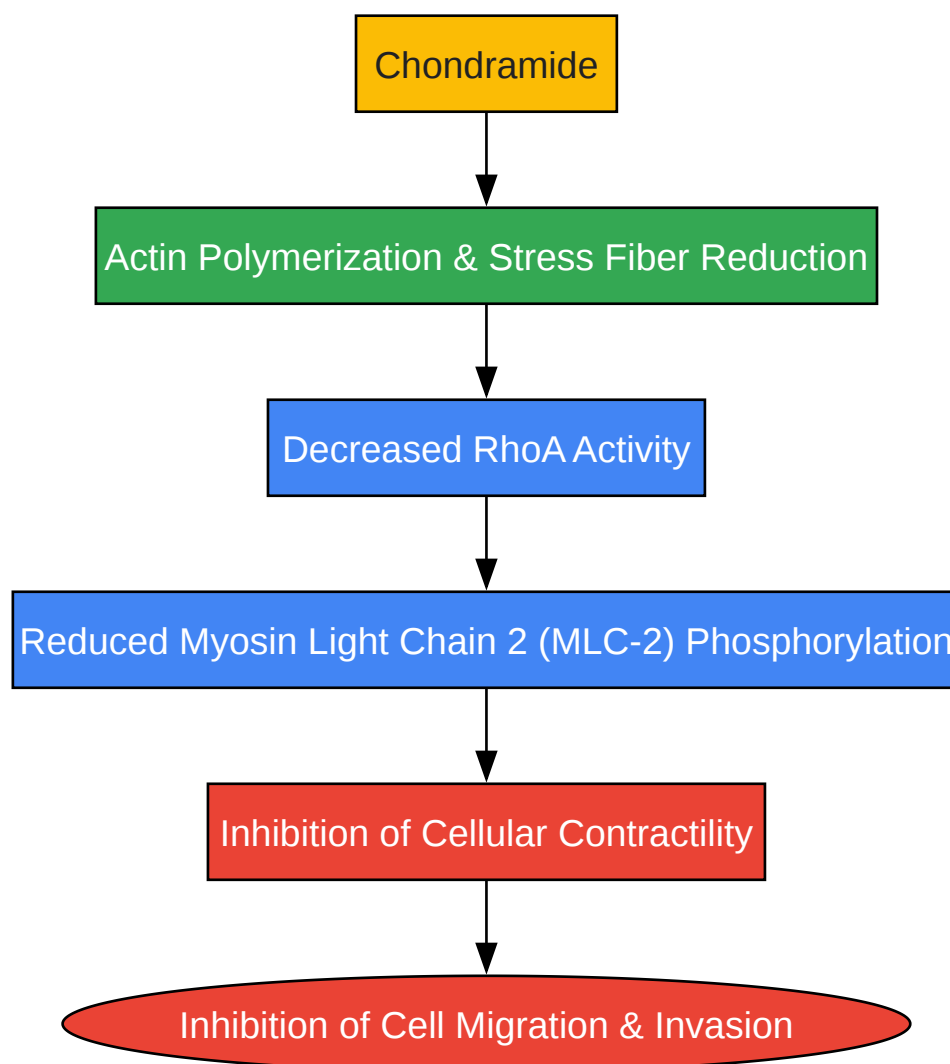 Chondramide
Actin Polymerization & Stress Fiber Reduction
Decreased RhoA Activity
Reduced Myosin Light Chain 2 (MLC-2) Phosphorylation
Inhibition of Cellular Contractility
Inhibition of Cell Migration & Invasion